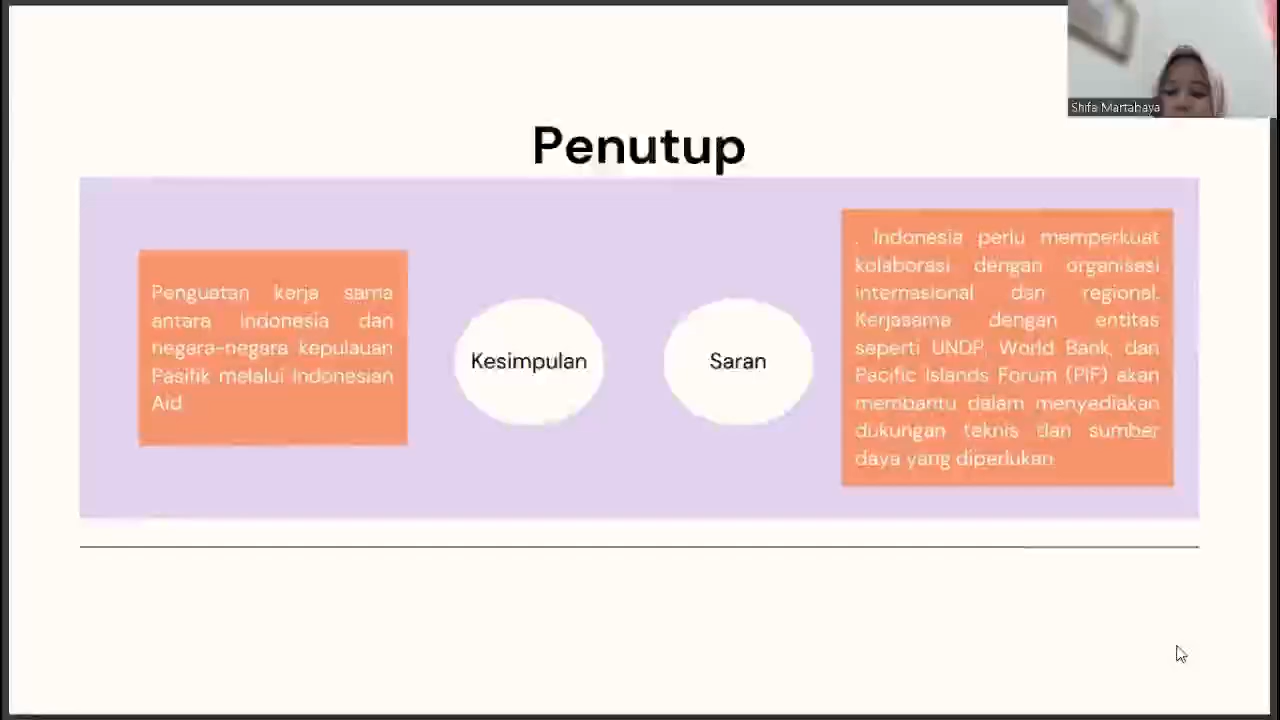 Shifa Martabaya
Penutup
Penguatan kerja sama
antara Indonesia dan
negara-negara kepulauan
Pasifik melalui Indonesian
Aid
Kesimpulan
Saran
. Indonesia perlu memperkuat
kolaborasi dengan organisasi
internasional dan regional.
Kerjasama dengan entitas
seperti UNDP, World Bank, dan
Pacific Islands Forum (PIF) akan
membantu dalam menyediakan
dukungan teknis dan sumber
daya yang diperlukan